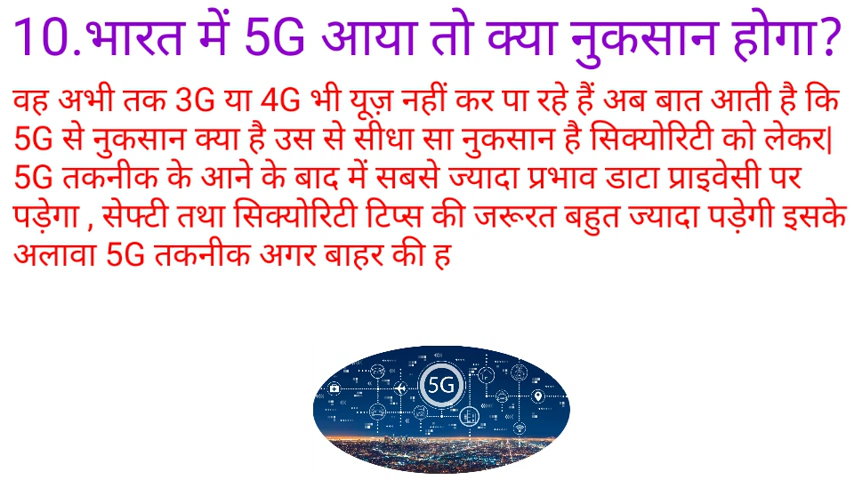 10.भारत में 5G आया तो क्या नुकसान होगा?
वह अभी तक 3G या 4G भी यूज़ नहीं कर पा रहे हैं अब बात आती है कि
5G से नुकसान क्या है उस से सीधा सा नुकसान है सिक्योरिटी को लेकर|
5G तकनीक के आने के बाद में सबसे ज्यादा प्रभाव डाटा प्राइवेसी पर
पड़ेगा , सेफ्टी तथा सिक्योरिटी टिप्स की जरूरत बहुत ज्यादा पड़ेगी इसके
अलावा 5G तकनीक अगर बाहर की ह
5G